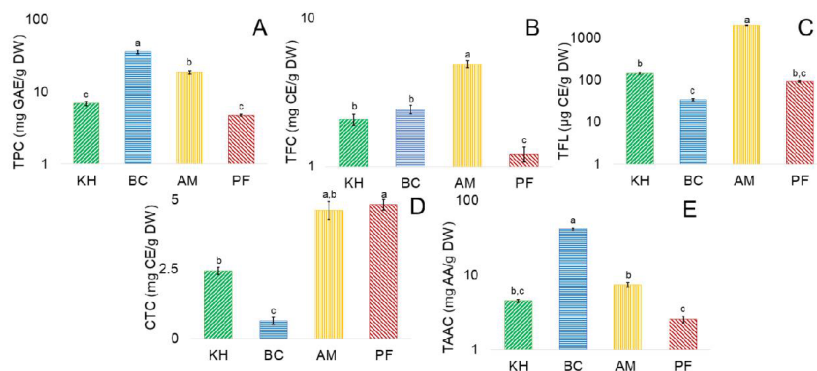 A
TPC (mg GAE/g DW)
100
10
1
c
a
b
c
KH BC AM PF
B
TFC (mg CE/g DW)
10
1
b
b
a
c
KH BC AM PF
C
TFL (µg CE/g DW)
1000
100
10
1
b
c
a
b,c
KH BC AM PF
D
CTC (mg CE/g DW)
5
2.5
0
b
c
a,b
a
KH BC AM PF
E
TAAC (mg AA/g DW)
100
10
1
b,c
a
b
c
KH BC AM PF